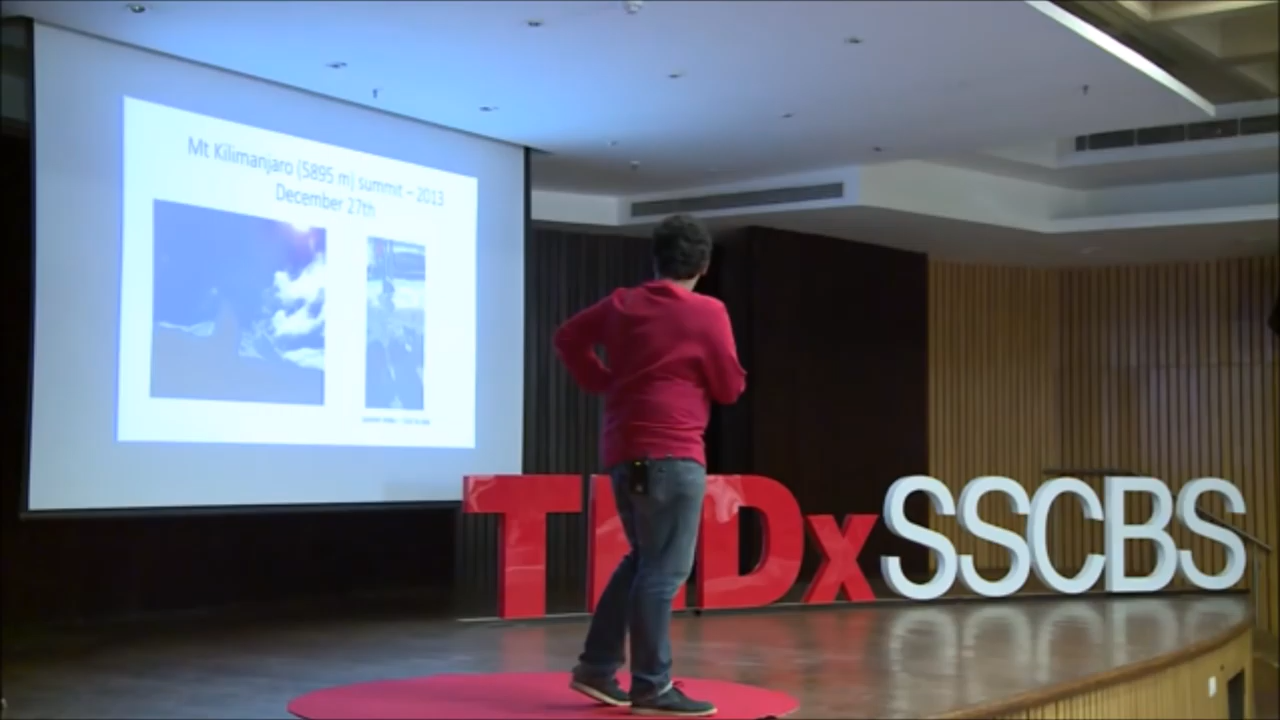 Mt Kilimanjaro (5895 m) summit – 2013
December 27th
TEDxSSCBS